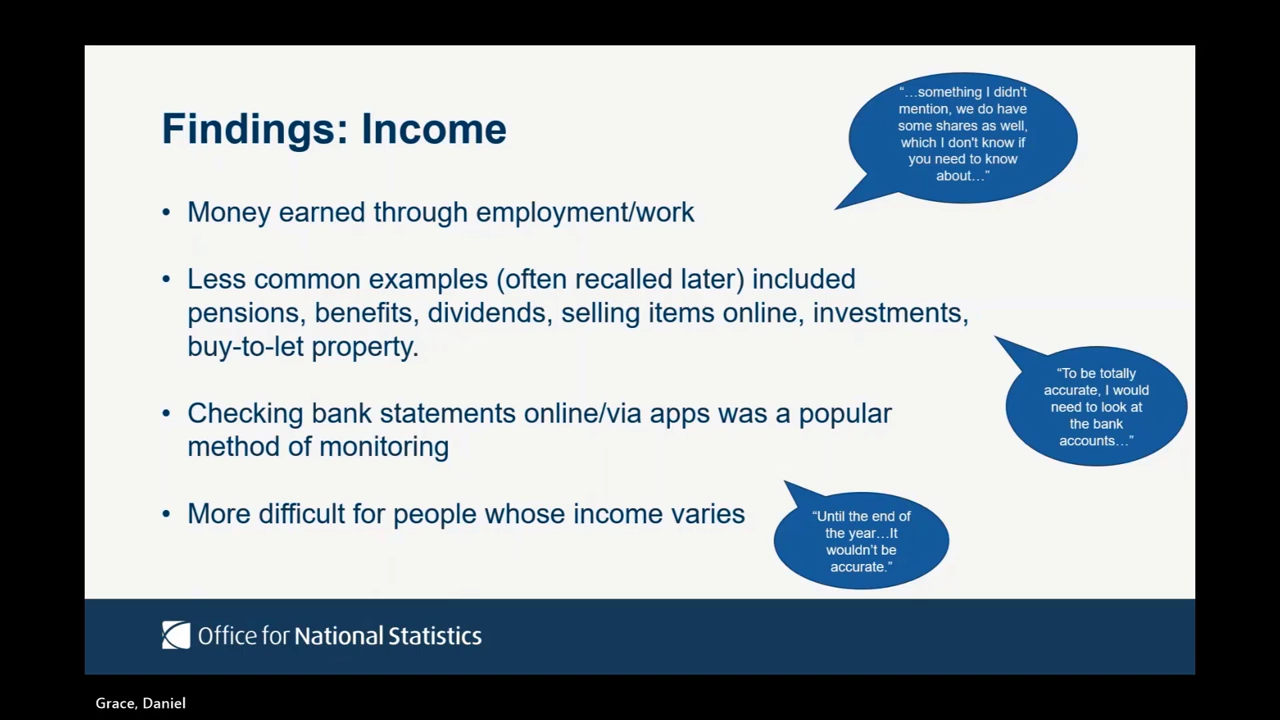 Findings: Income
“…something I didn't
mention, we do have
some shares as well,
which I don't know if
you need to know
about…”
• Money earned through employment/work
• Less common examples (often recalled later) included
pensions, benefits, dividends, selling items online, investments,
buy-to-let property.
“To be totally
accurate, I would
need to look at
the bank
accounts…”
• Checking bank statements online/via apps was a popular
method of monitoring
• More difficult for people whose income varies
“Until the end of
the year…It
wouldn’t be
accurate.”
Office for National Statistics
Grace, Daniel